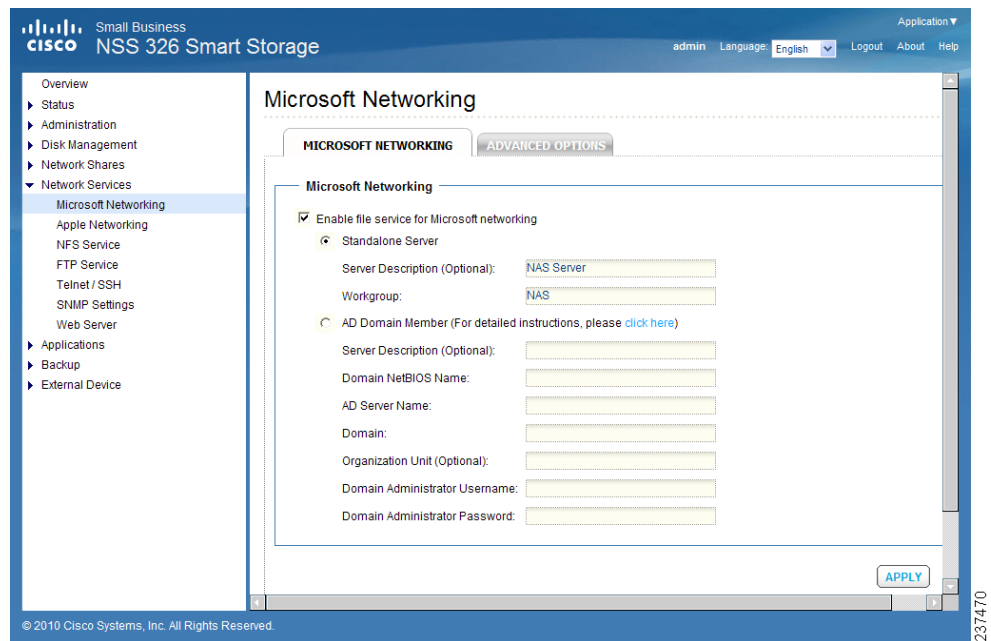 Small Business
CISCO NSS 326 Smart Storage
Application
admin Language: English Logout About Help
Overview
Status
Administration
Disk Management
Network Shares
Network Services
Microsoft Networking
Apple Networking
NFS Service
FTP Service
Telnet / SSH
SNMP Settings
Web Server
Applications
Backup
External Device
Microsoft Networking
MICROSOFT NETWORKING ADVANCED OPTIONS
Microsoft Networking
Enable file service for Microsoft networking
Standalone Server
Server Description (Optional): NAS Server
Workgroup: NAS
AD Domain Member (For detailed instructions, please click here)
Server Description (Optional):
Domain NetBIOS Name:
AD Server Name:
Domain:
Organization Unit (Optional):
Domain Administrator Username:
Domain Administrator Password:
APPLY
© 2010 Cisco Systems, Inc. All Rights Reserved.
237470